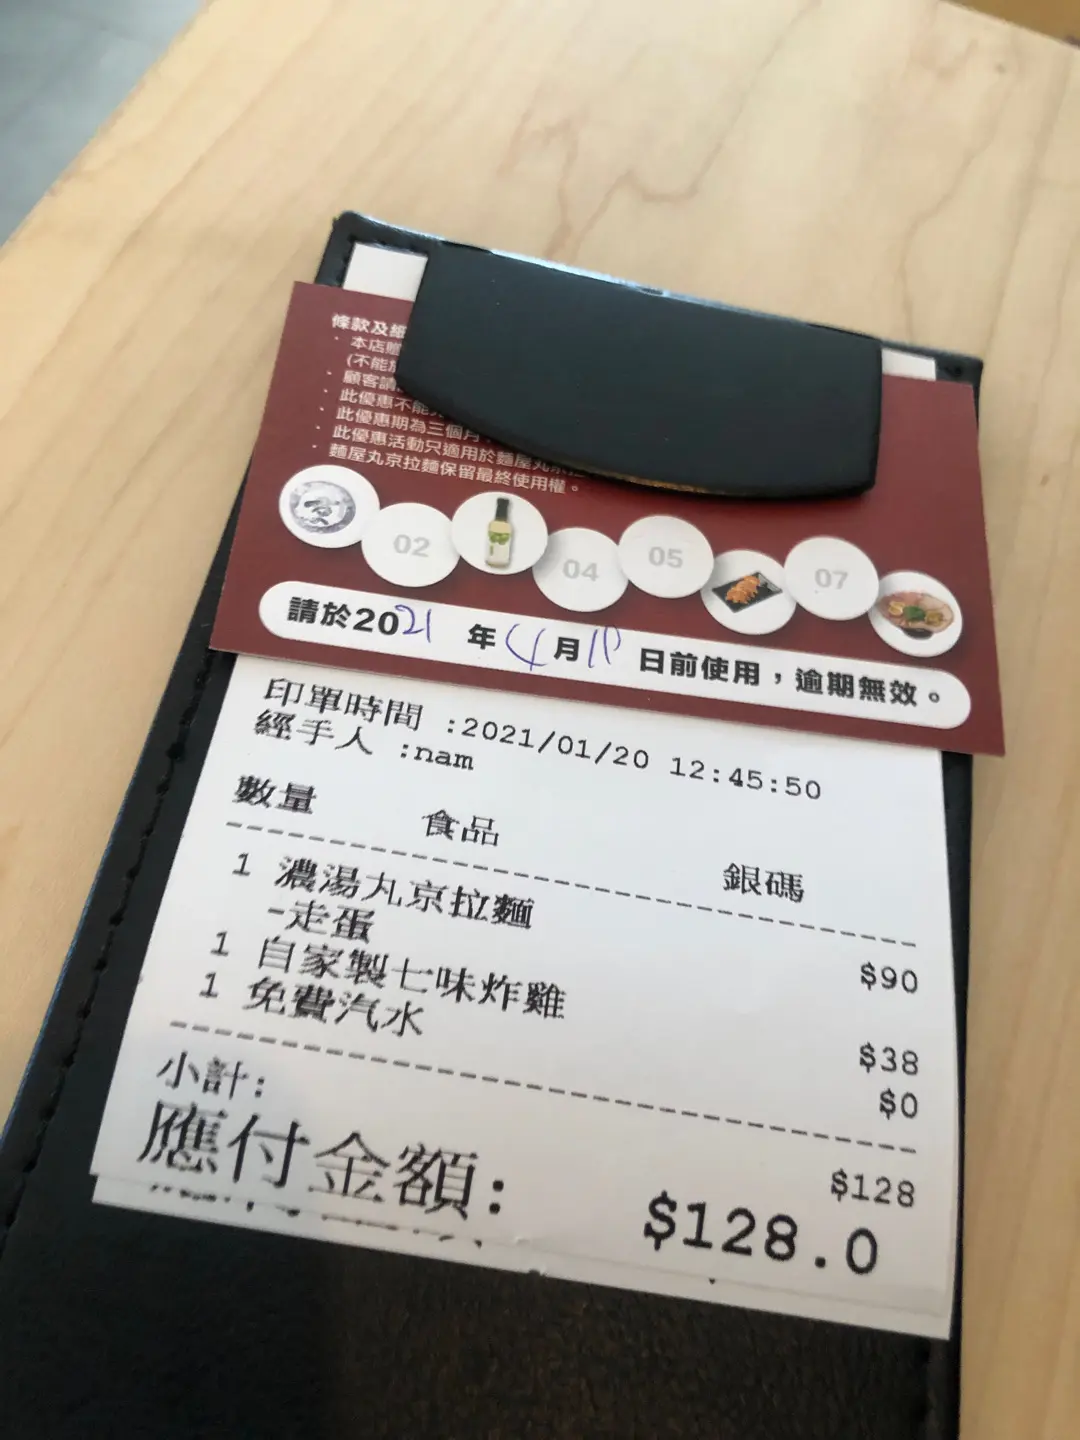 條款及細
· 本店贈
(不能
· 顧客請
· 此優惠不能
· 此優惠期為三個月
· 此優惠活動只適用於麵屋丸京拉
· 麵屋丸京拉麵保留最終使用權。
02
04
05
07
請於2021年 月 日前使用，逾期無效。
印單時間 :2021/01/20 12:45:50
經手人 :nam
數量 食品 銀碼
1 濃湯丸京拉麵 $90
-走蛋
1 自家製七味炸雞 $38
1 免費汽水 $0
小計: $128
應付金額: $128.0